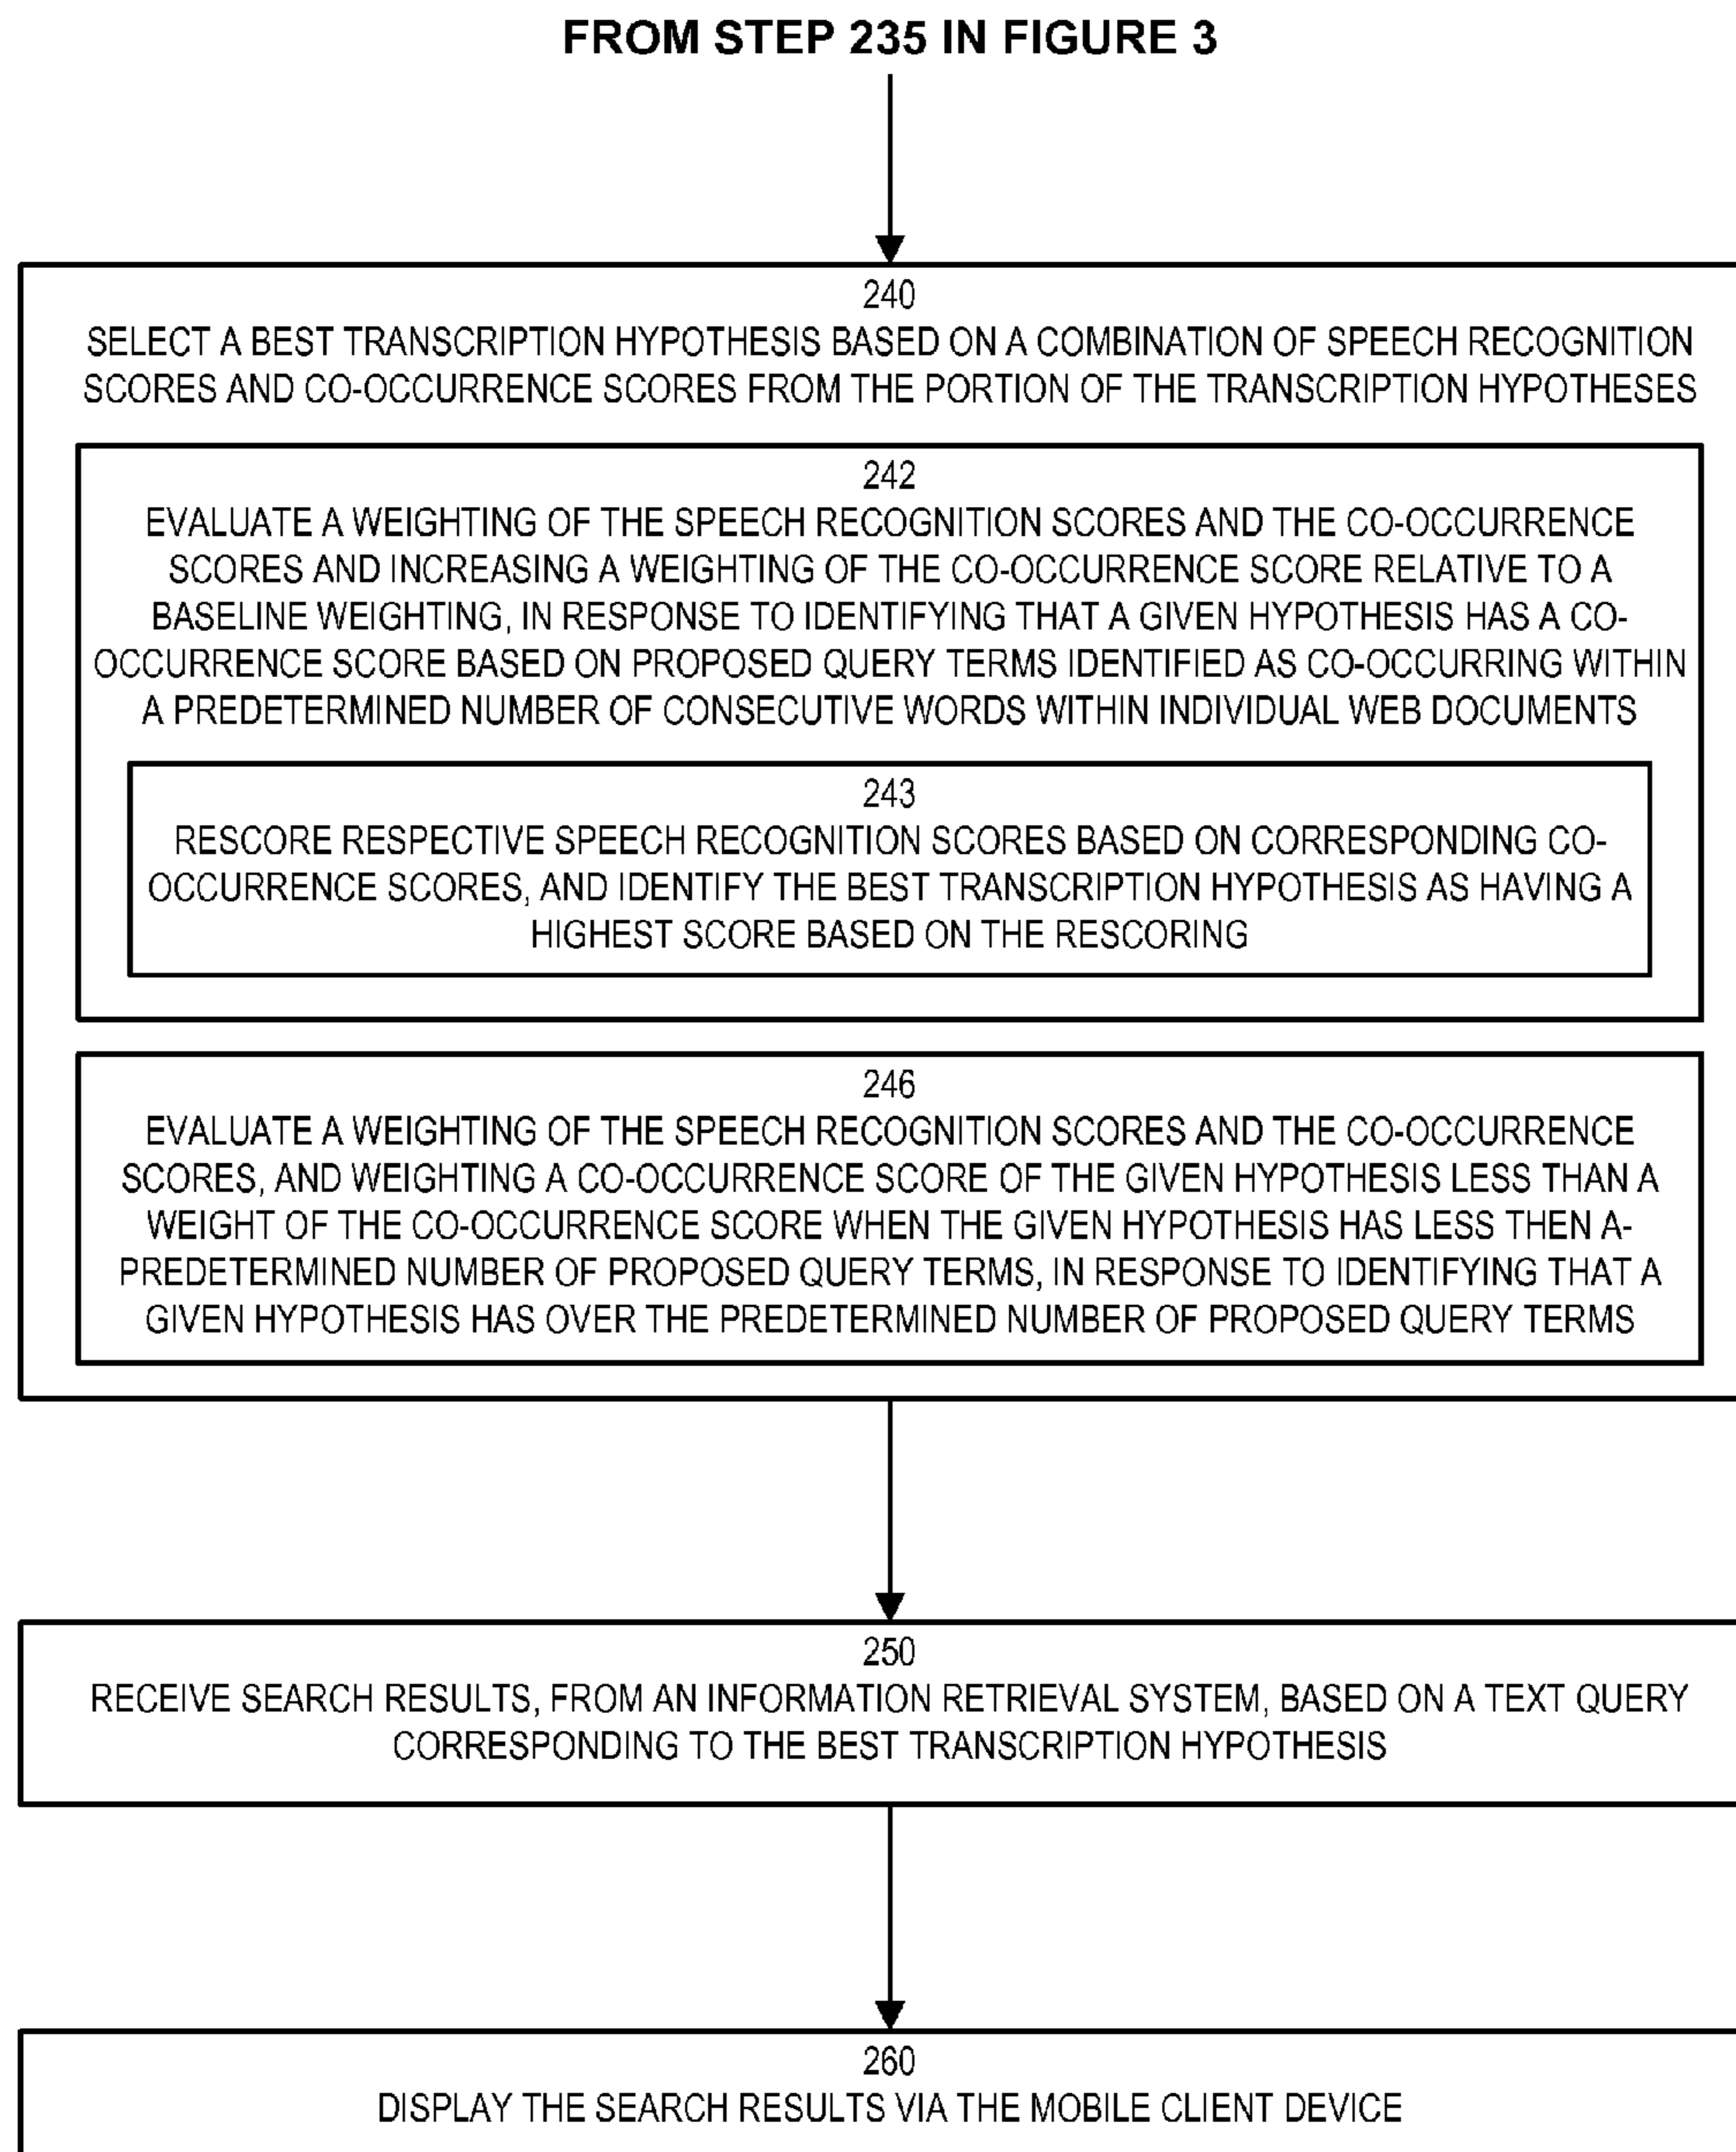 FROM STEP 235 IN FIGURE 3
240
SELECT A BEST TRANSCRIPTION HYPOTHESIS BASED ON A COMBINATION OF SPEECH RECOGNITION
SCORES AND CO-OCCURRENCE SCORES FROM THE PORTION OF THE TRANSCRIPTION HYPOTHESES
242
EVALUATE A WEIGHTING OF THE SPEECH RECOGNITION SCORES AND THE CO-OCCURRENCE
SCORES AND INCREASING A WEIGHTING OF THE CO-OCCURRENCE SCORE RELATIVE TO A
BASELINE WEIGHTING, IN RESPONSE TO IDENTIFYING THAT A GIVEN HYPOTHESIS HAS A CO-
OCCURRENCE SCORE BASED ON PROPOSED QUERY TERMS IDENTIFIED AS CO-OCCURRING WITHIN
A PREDETERMINED NUMBER OF CONSECUTIVE WORDS WITHIN INDIVIDUAL WEB DOCUMENTS
243
RESCORE RESPECTIVE SPEECH RECOGNITION SCORES BASED ON CORRESPONDING CO-
OCCURRENCE SCORES, AND IDENTIFY THE BEST TRANSCRIPTION HYPOTHESIS AS HAVING A
HIGHEST SCORE BASED ON THE RESCORING
246
EVALUATE A WEIGHTING OF THE SPEECH RECOGNITION SCORES AND THE CO-OCCURRENCE
SCORES, AND WEIGHTING A CO-OCCURRENCE SCORE OF THE GIVEN HYPOTHESIS LESS THAN A
WEIGHT OF THE CO-OCCURRENCE SCORE WHEN THE GIVEN HYPOTHESIS HAS LESS THEN A-
PREDETERMINED NUMBER OF PROPOSED QUERY TERMS, IN RESPONSE TO IDENTIFYING THAT A
GIVEN HYPOTHESIS HAS OVER THE PREDETERMINED NUMBER OF PROPOSED QUERY TERMS
250
RECEIVE SEARCH RESULTS, FROM AN INFORMATION RETRIEVAL SYSTEM, BASED ON A TEXT QUERY
CORRESPONDING TO THE BEST TRANSCRIPTION HYPOTHESIS
260
DISPLAY THE SEARCH RESULTS VIA THE MOBILE CLIENT DEVICE